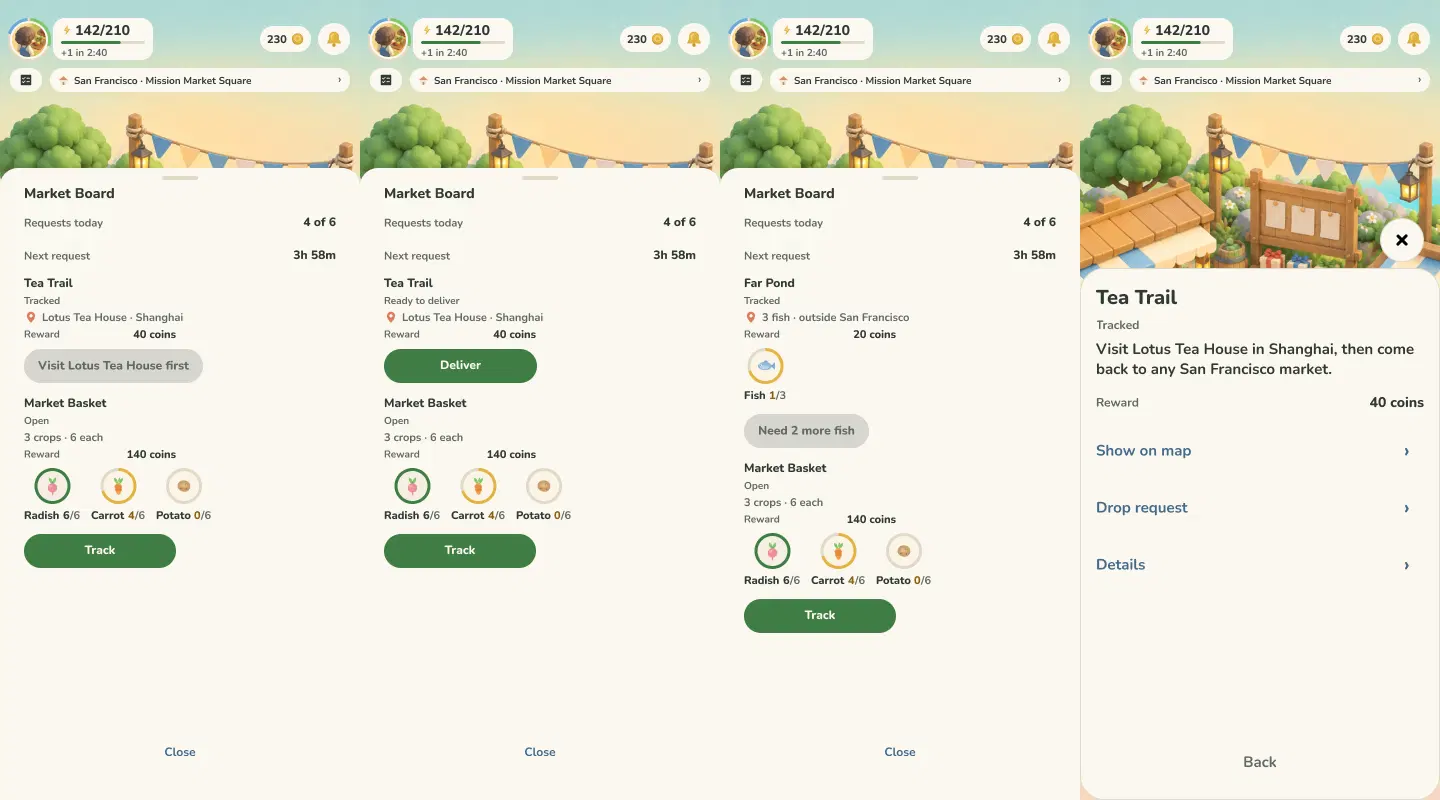 142/210
+1 in 2:40
230
San Francisco · Mission Market Square ›
Market Board
Requests today 4 of 6
Next request 3h 58m
Tea Trail
Tracked
Lotus Tea House · Shanghai
Reward 40 coins
Visit Lotus Tea House first
Market Basket
Open
3 crops · 6 each
Reward 140 coins
Radish 6/6 Carrot 4/6 Potato 0/6
Track
Close
142/210
+1 in 2:40
230
San Francisco · Mission Market Square ›
Market Board
Requests today 4 of 6
Next request 3h 58m
Tea Trail
Ready to deliver
Lotus Tea House · Shanghai
Reward 40 coins
Deliver
Market Basket
Open
3 crops · 6 each
Reward 140 coins
Radish 6/6 Carrot 4/6 Potato 0/6
Track
Close
142/210
+1 in 2:40
230
San Francisco · Mission Market Square ›
Market Board
Requests today 4 of 6
Next request 3h 58m
Far Pond
Tracked
3 fish · outside San Francisco
Reward 20 coins
Fish 1/3
Need 2 more fish
Market Basket
Open
3 crops · 6 each
Reward 140 coins
Radish 6/6 Carrot 4/6 Potato 0/6
Track
Close
142/210
+1 in 2:40
230
San Francisco · Mission Market Square ›
Tea Trail
Tracked
Visit Lotus Tea House in Shanghai, then come
back to any San Francisco market.
Reward 40 coins
Show on map ›
Drop request ›
Details ›
Back